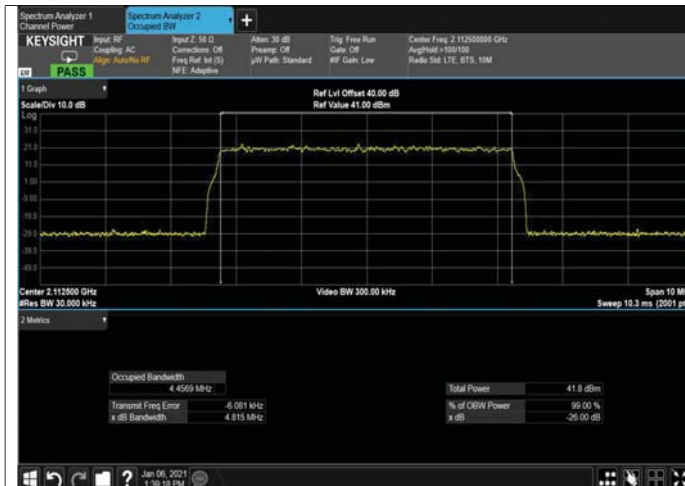 Spectrum Analyzer 1
Channel Power
Spectrum Analyzer 2
Occupied BW
KEYSIGHT
PASS
Input: RF
Coupling: AC
Align: Auto/No RF
Input Z: 50 Ω
Corrections: Off
Freq Ref: Int (S)
NFE: Adaptive
Atten: 30 dB
Preamp: Off
µW Path: Standard
Trig: Free Run
Gate: Off
#IF Gain: Low
Center Freq: 2.112500000 GHz
Avg|Hold:>100/100
Radio Std: LTE, BTS, 10M
1 Graph
Scale/Div 10.0 dB
Ref Lvl Offset 40.00 dB
Ref Value 41.00 dBm
Log
31.0
21.0
11.0
1.00
-9.00
-19.0
-29.0
-39.0
-49.0
Center 2.112500 GHz
#Res BW 30.000 kHz
Video BW 300.00 kHz
Span 10 M
Sweep 10.3 ms (2001 p
2 Metrics
Occupied Bandwidth
4.4569 MHz
Transmit Freq Error -6.081 kHz
x dB Bandwidth 4.815 MHz
Total Power 41.8 dBm
% of OBW Power 99.00 %
x dB -26.00 dB
Jan 06, 2021
1:39:18 PM